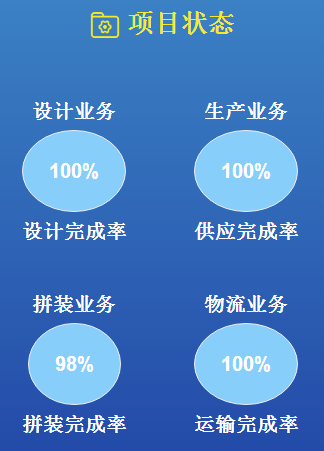 项目状态
设计业务
生产业务
100%
100%
设计完成率
供应完成率
拼装业务
物流业务
98%
100%
拼装完成率
运输完成率